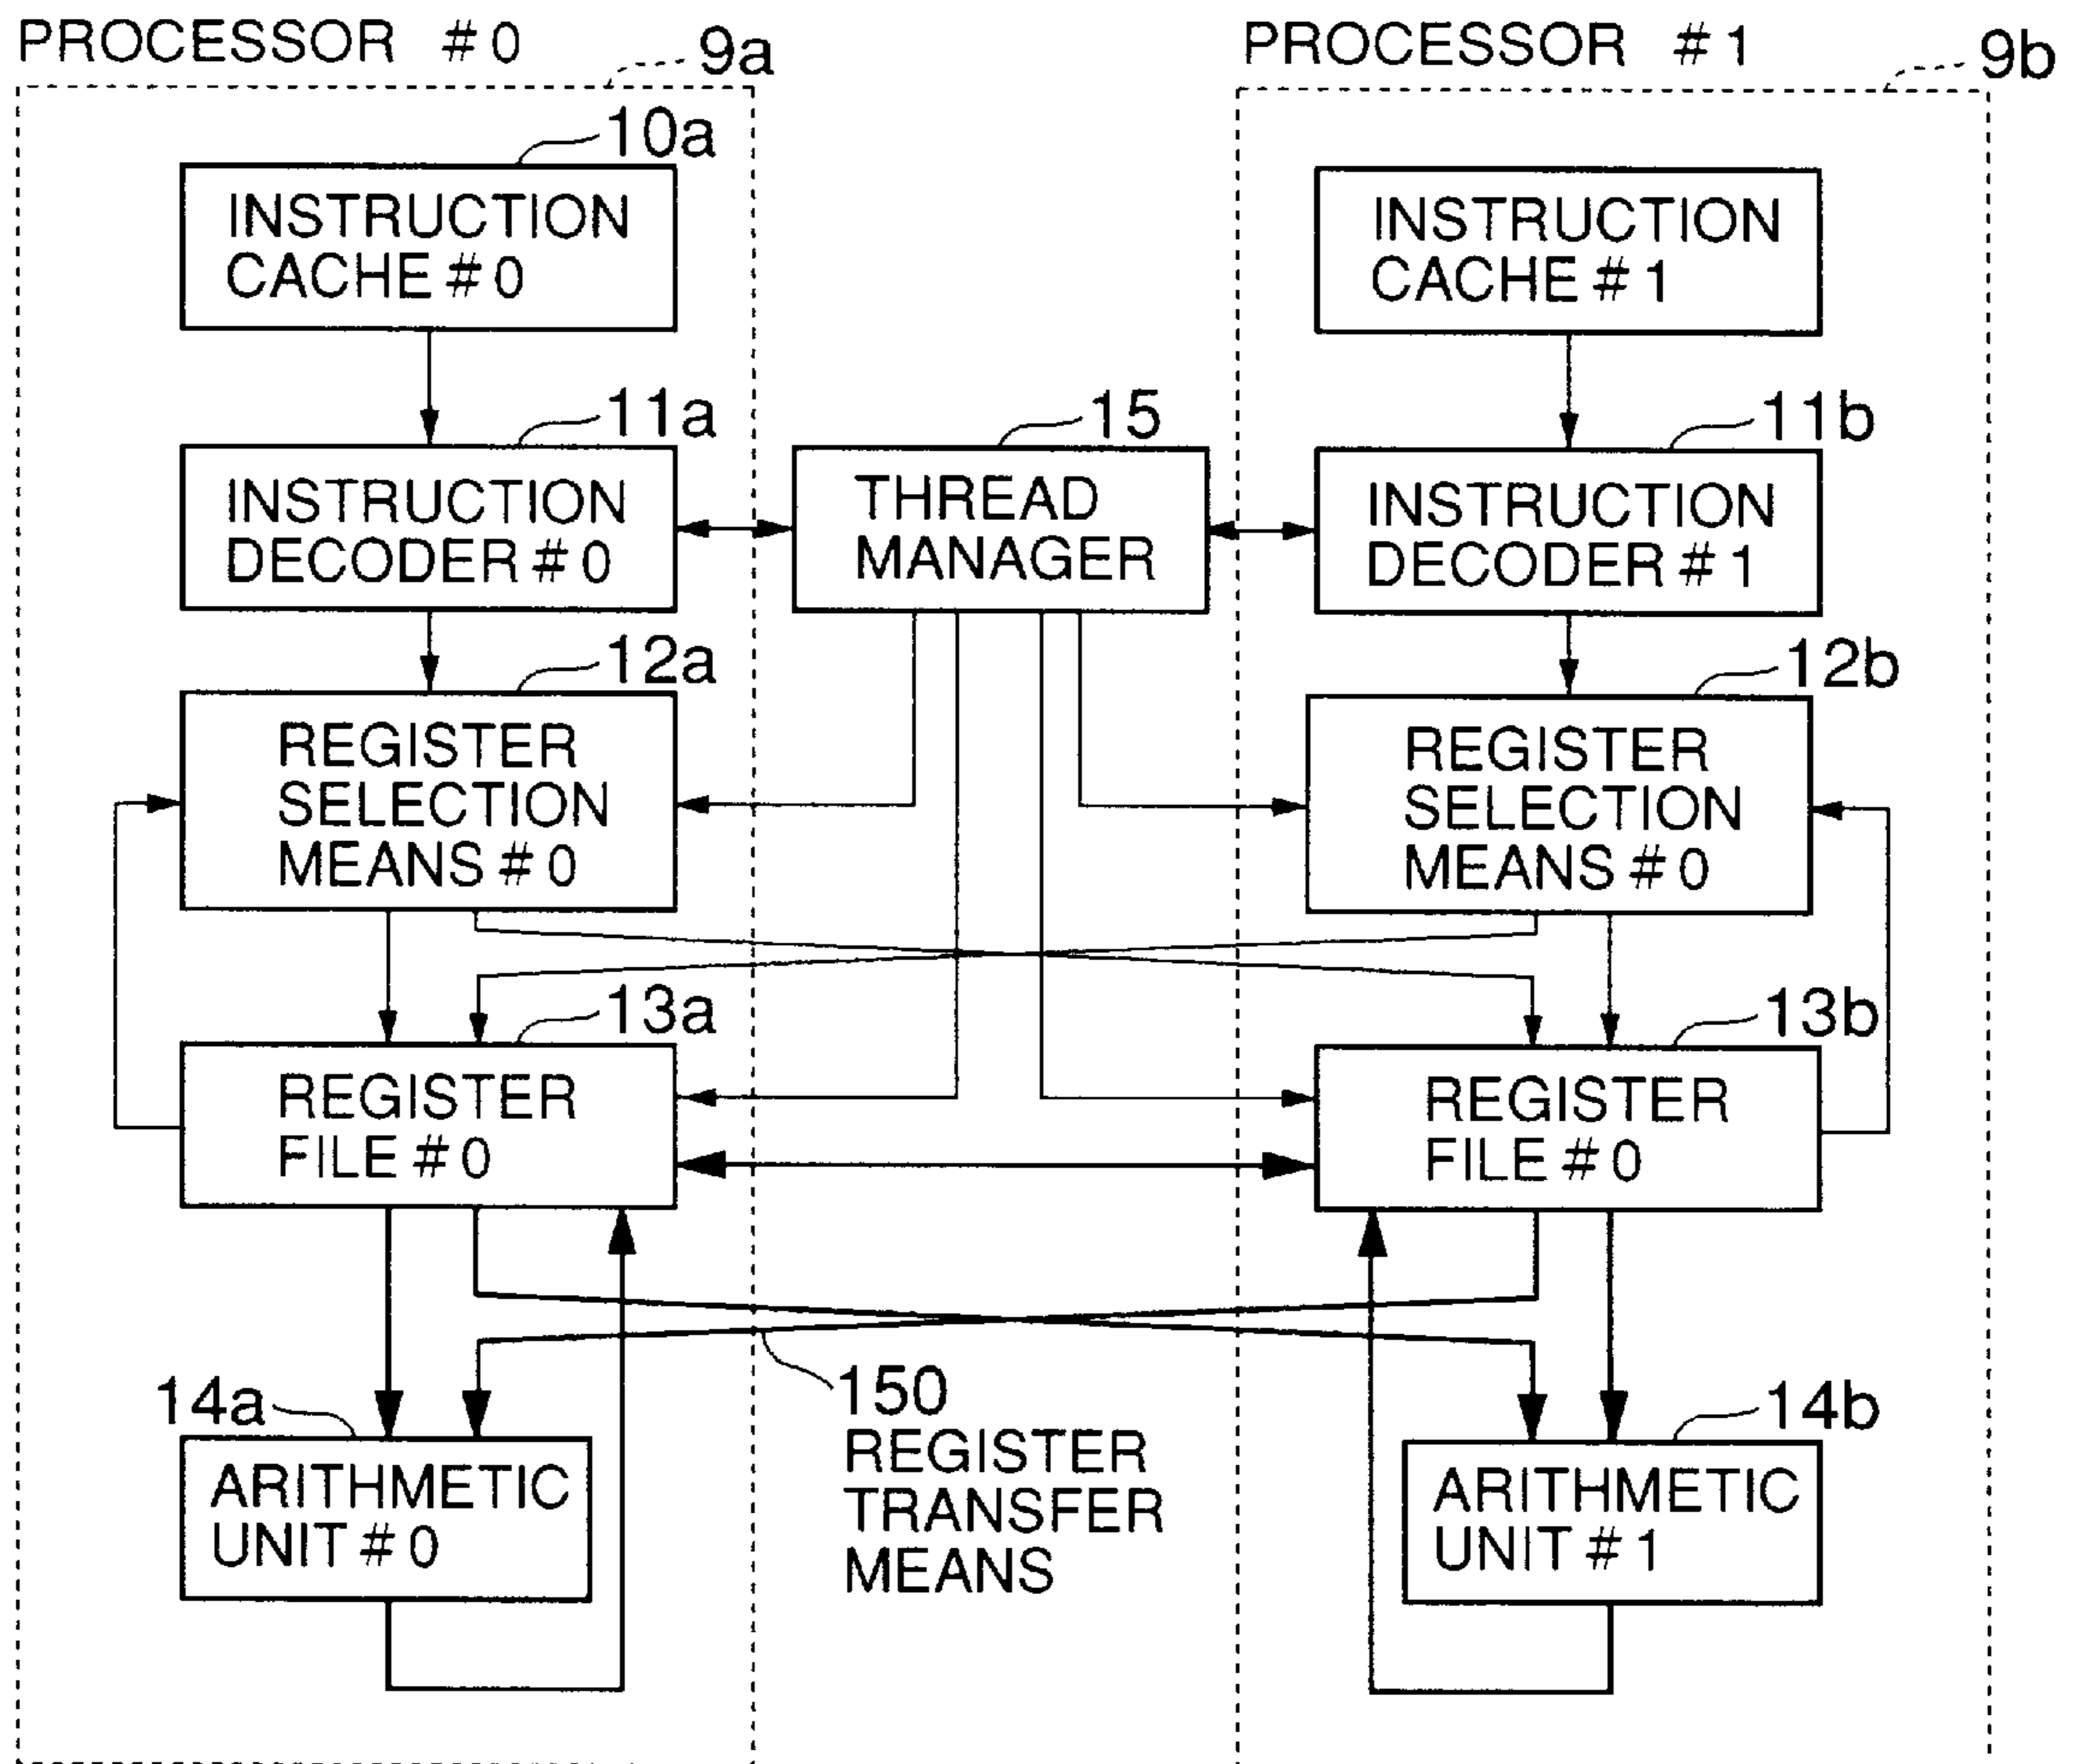 PROCESSOR #0
9a
PROCESSOR #1
9b
10a
INSTRUCTION
CACHE #0
INSTRUCTION
CACHE #1
11a
INSTRUCTION
DECODER #0
15
THREAD
MANAGER
11b
INSTRUCTION
DECODER #1
12a
REGISTER
SELECTION
MEANS #0
12b
REGISTER
SELECTION
MEANS #0
13a
REGISTER
FILE #0
13b
REGISTER
FILE #0
14a
ARITHMETIC
UNIT #0
150
REGISTER
TRANSFER
MEANS
14b
ARITHMETIC
UNIT #1